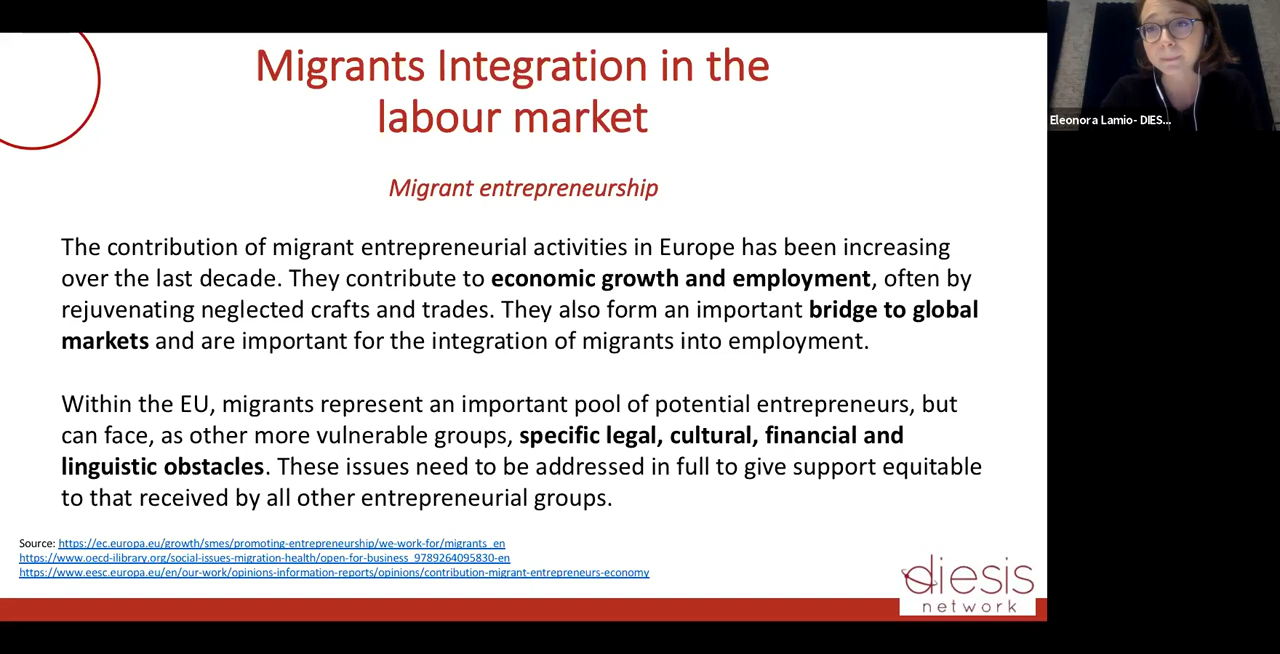 Migrants Integration in the
labour market
Migrant entrepreneurship
The contribution of migrant entrepreneurial activities in Europe has been increasing
over the last decade. They contribute to economic growth and employment, often by
rejuvenating neglected crafts and trades. They also form an important bridge to global
markets and are important for the integration of migrants into employment.
Within the EU, migrants represent an important pool of potential entrepreneurs, but
can face, as other more vulnerable groups, specific legal, cultural, financial and
linguistic obstacles. These issues need to be addressed in full to give support equitable
to that received by all other entrepreneurial groups.
Source: https://ec.europa.eu/growth/smes/promoting-entrepreneurship/we-work-for/migrants_en
https://www.oecd-ilibrary.org/social-issues-migration-health/open-for-business_9789264095830-en
https://www.eesc.europa.eu/en/our-work/opinions-information-reports/opinions/contribution-migrant-entrepreneurs-economy
diesis
network
Eleonora Lamio- DIES...